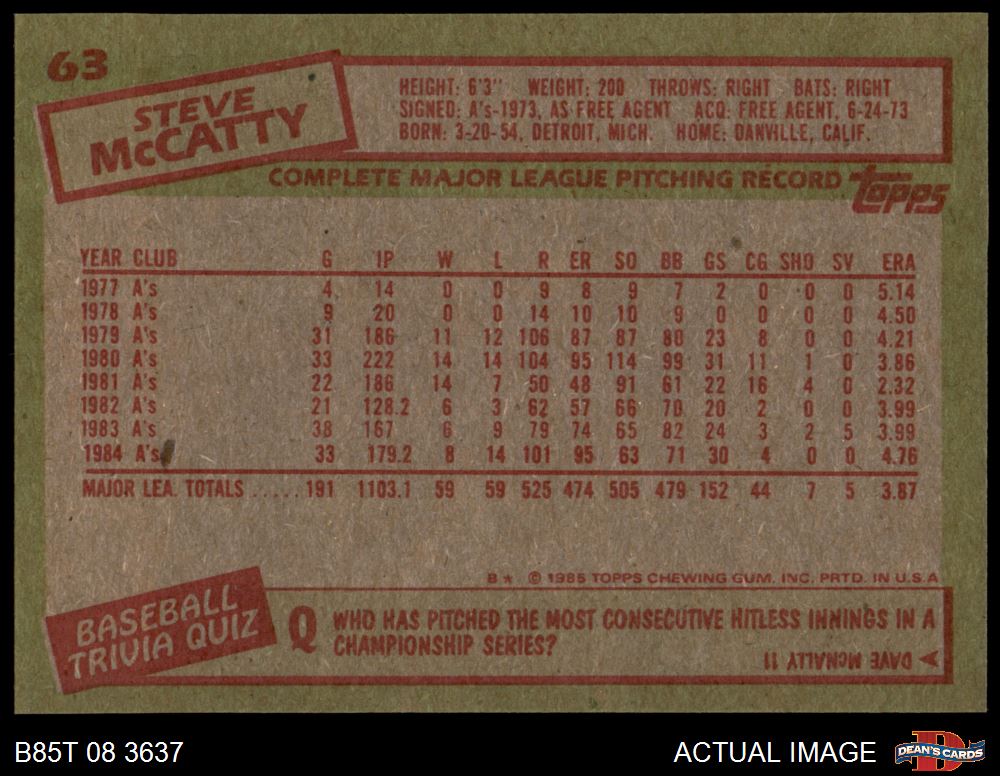 63
STEVE
McCATTY
HEIGHT: 6'3" WEIGHT: 200 THROWS: RIGHT BATS: RIGHT
SIGNED: A's-1973, AS FREE AGENT ACQ: FREE AGENT, 6-24-73
BORN: 3-20-54, DETROIT, MICH. HOME: DANVILLE, CALIF.
COMPLETE MAJOR LEAGUE PITCHING RECORD topps
YEAR CLUB G IP W L R ER SO BB GS CG SHO SV ERA
1977 A's 4 14 0 0 9 8 9 7 2 0 0 0 5.14
1978 A's 9 20 0 0 14 10 10 9 0 0 0 0 4.50
1979 A's 31 186 11 12 106 87 87 80 23 8 0 0 4.21
1980 A's 33 222 14 14 104 95 114 99 31 11 1 0 3.86
1981 A's 22 186 14 7 50 48 91 61 22 16 4 0 2.32
1982 A's 21 128.2 6 3 62 57 66 70 20 2 0 0 3.99
1983 A's 38 167 6 9 79 74 65 82 24 3 2 5 3.99
1984 A's 33 179.2 8 14 101 95 63 71 30 4 0 0 4.76
MAJOR LEA. TOTALS ..... 191 1103.1 59 59 525 474 505 479 152 44 7 5 3.87
B* © 1985 TOPPS CHEWING GUM, INC. PRTD. IN U.S.A
BASEBALL
TRIVIA QUIZ
Q WHO HAS PITCHED THE MOST CONSECUTIVE HITLESS INNINGS IN A
CHAMPIONSHIP SERIES?
DAVE McNALLY 11
B85T 08 3637
ACTUAL IMAGE
DEAN'S CARDS